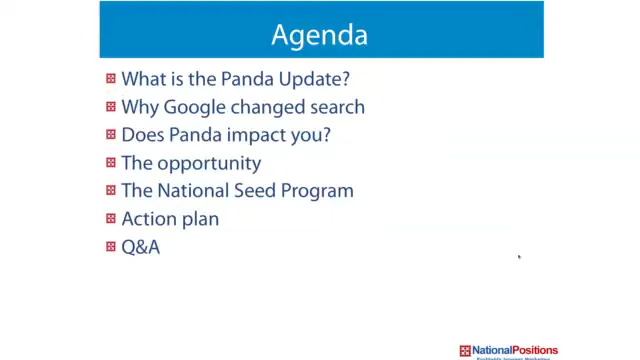 Agenda
What is the Panda Update?
Why Google changed search
Does Panda impact you?
The opportunity
The National Seed Program
Action plan
Q&A
NationalPositions